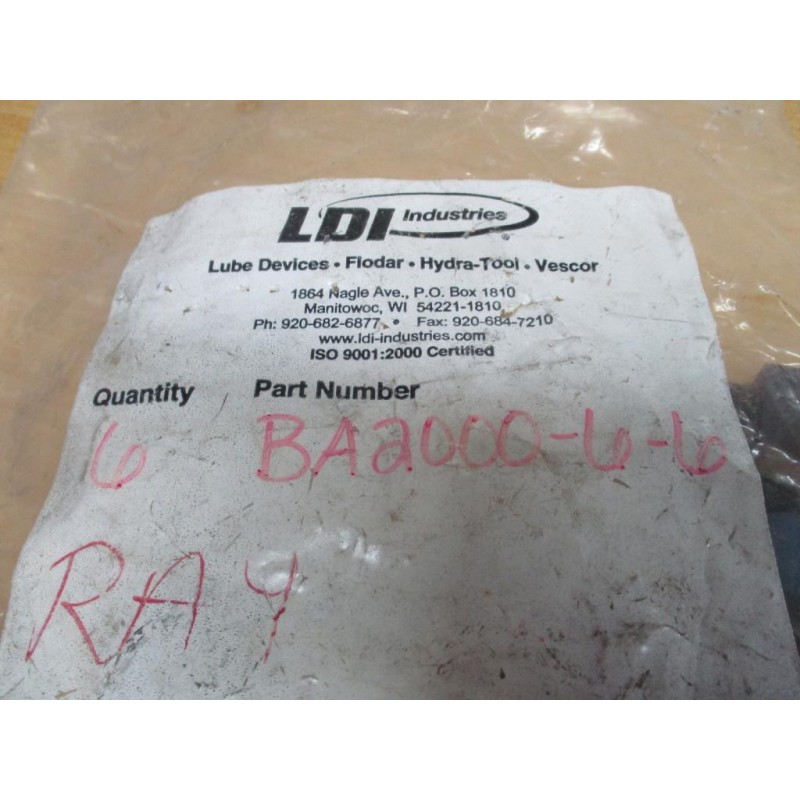 LDI Industries®
Lube Devices • Flodar • Hydra-Tool • Vescor
1864 Nagle Ave., P.O. Box 1810
Manitowoc, WI 54221-1810
Ph: 920-682-6877 • Fax: 920-684-7210
www.ldi-industries.com
ISO 9001:2000 Certified
Quantity Part Number
6 BA2000-6-6
RAY